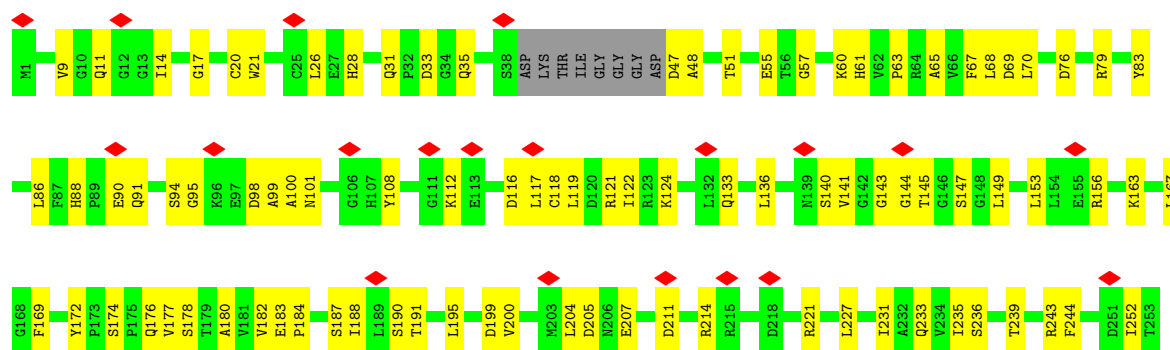 M1 V9 G10 Q11 G12 G13 I14 G17 C20 W21 C25 L26 E27 H28 Q31 P32 D33 G34 Q35 S38 ASP LYS THR ILE GLY GLY GLY ASP D47 A48 T51 E55 T56 G57 K60 H61 V62 P63 R64 A65 V66 F67 L68 D69 L70 D76 R79 Y83
L86 F87 H88 P89 E90 Q91 S94 G95 K96 E97 D98 A99 A100 N101 G106 H107 Y108 G111 K112 E113 D116 L117 C118 L119 D120 R121 I122 R123 K124 L132 Q133 L136 N139 S140 V141 G142 G143 G144 T145 G146 S147 G148 L149 L153 L154 E155 R156 K163 L167
G168 F169 Y172 P173 S174 P175 Q176 V177 S178 T179 A180 V181 V182 E183 P184 S187 I188 L189 S190 T191 L195 D199 V200 M203 L204 D205 N206 E207 D211 R214 R215 D218 R221 L227 I231 A232 Q233 V234 I235 S236 T239 R243 F244 D251 I252 T253